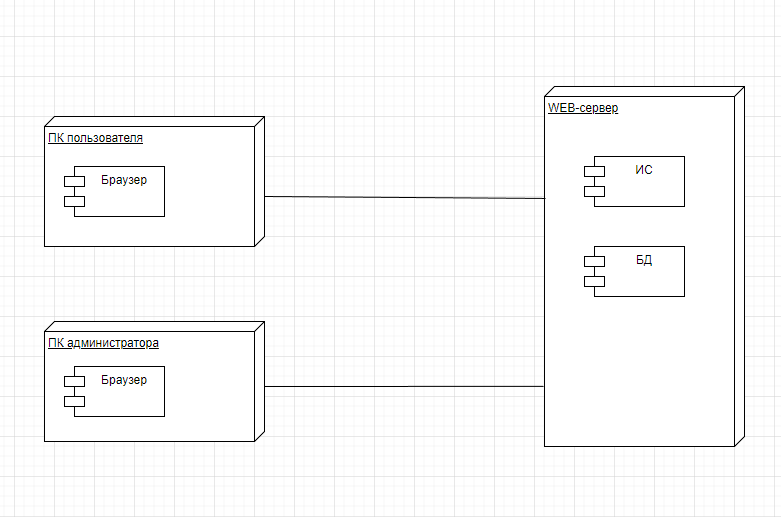 WEB-сервер
ПК пользователя
Браузер
ИС
БД
ПК администратора
Браузер